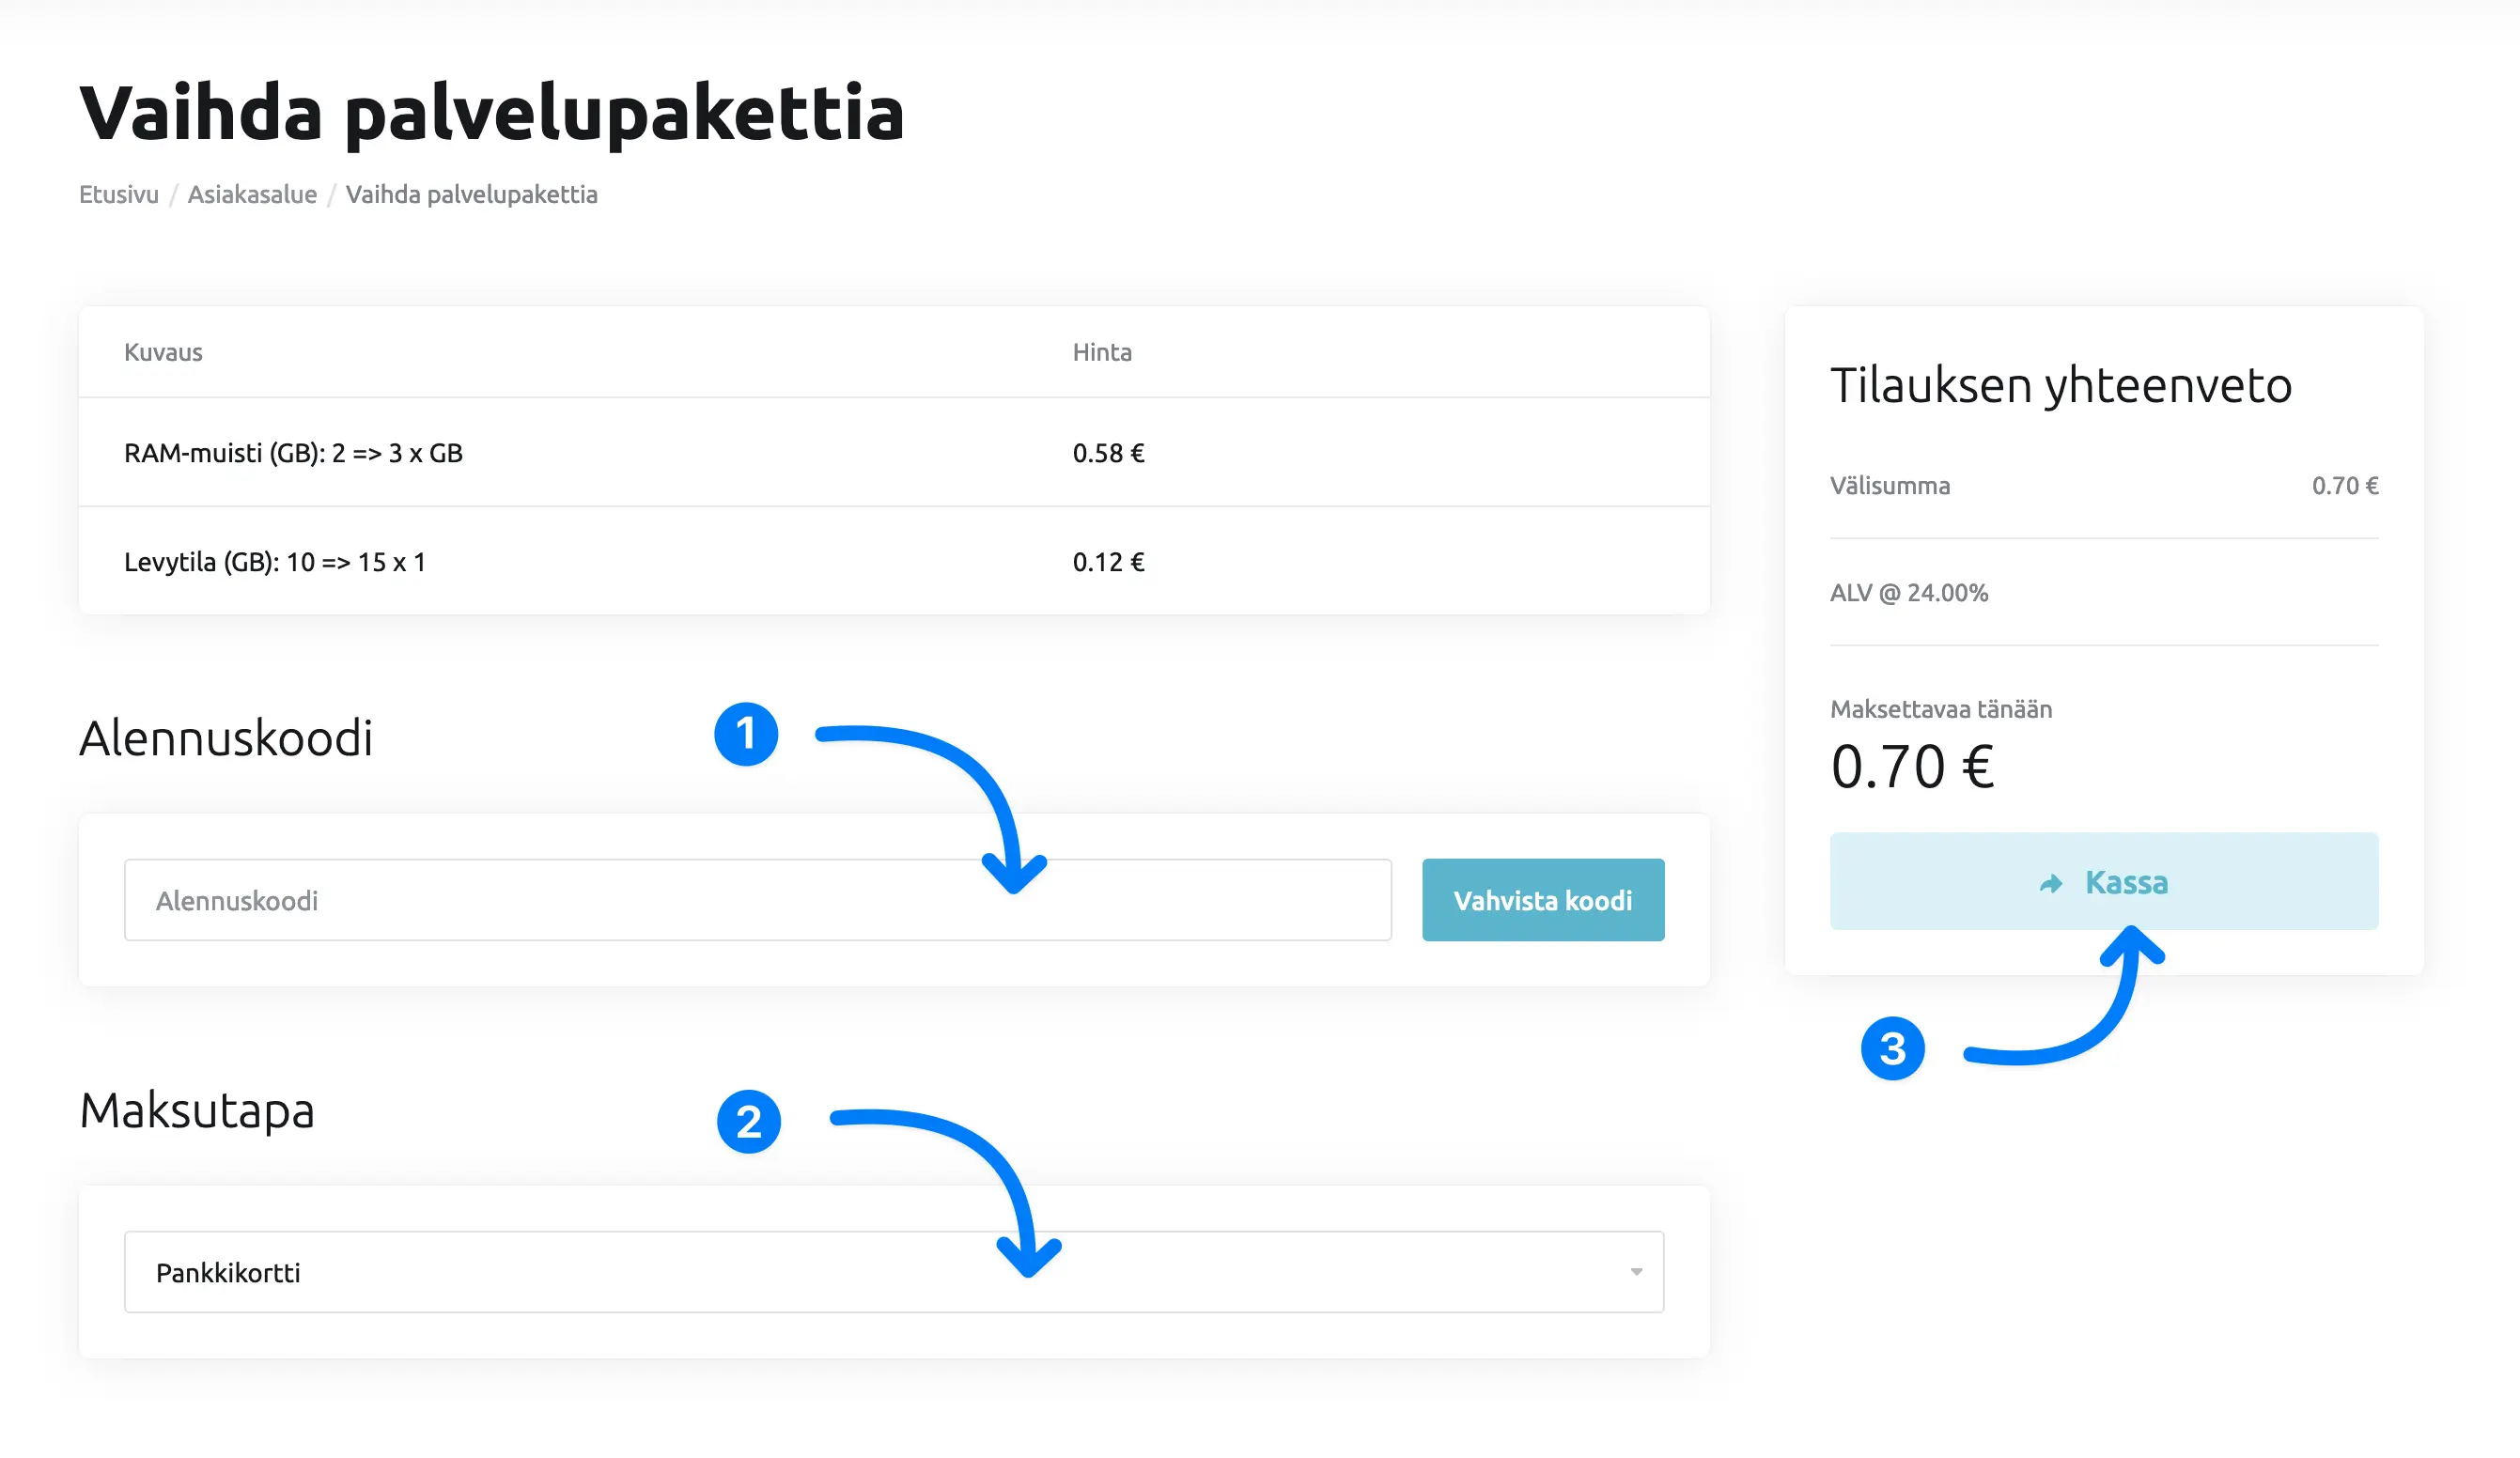 Vaihda palvelupakettia
Etusivu / Asiakasalue / Vaihda palvelupakettia
Kuvaus Hinta
RAM-muisti (GB): 2 => 3 x GB 0.58 €
Levytila (GB): 10 => 15 x 1 0.12 €
Alennuskoodi
1
Alennuskoodi
Vahvista koodi
Maksutapa
2
Pankkikortti
Tilauksen yhteenveto
Välisumma 0.70 €
ALV @ 24.00%
Maksettavaa tänään
0.70 €
Kassa
3